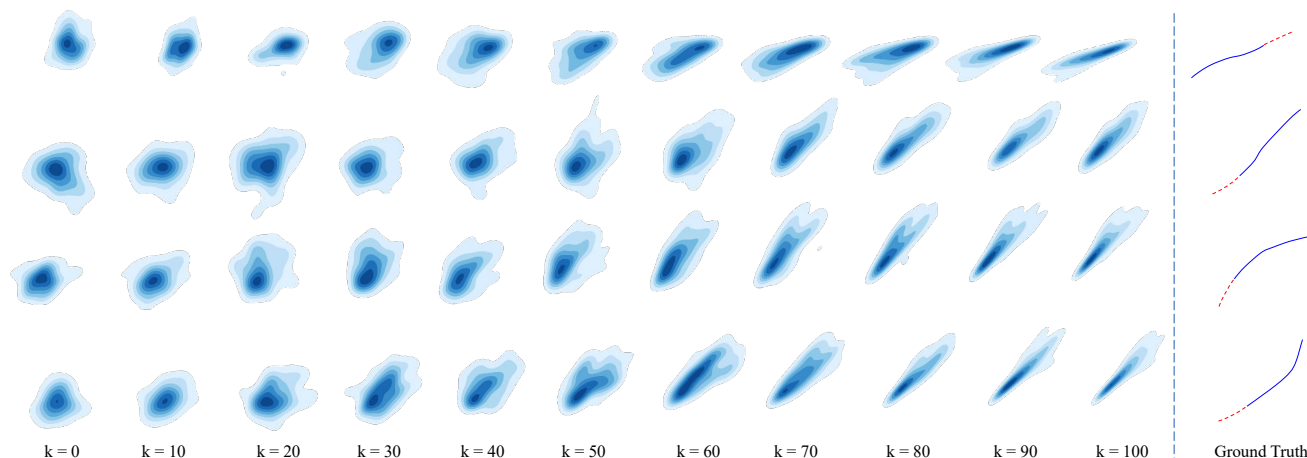 k = 0 k = 10 k = 20 k = 30 k = 40 k = 50 k = 60 k = 70 k = 80 k = 90 k = 100 Ground Truth